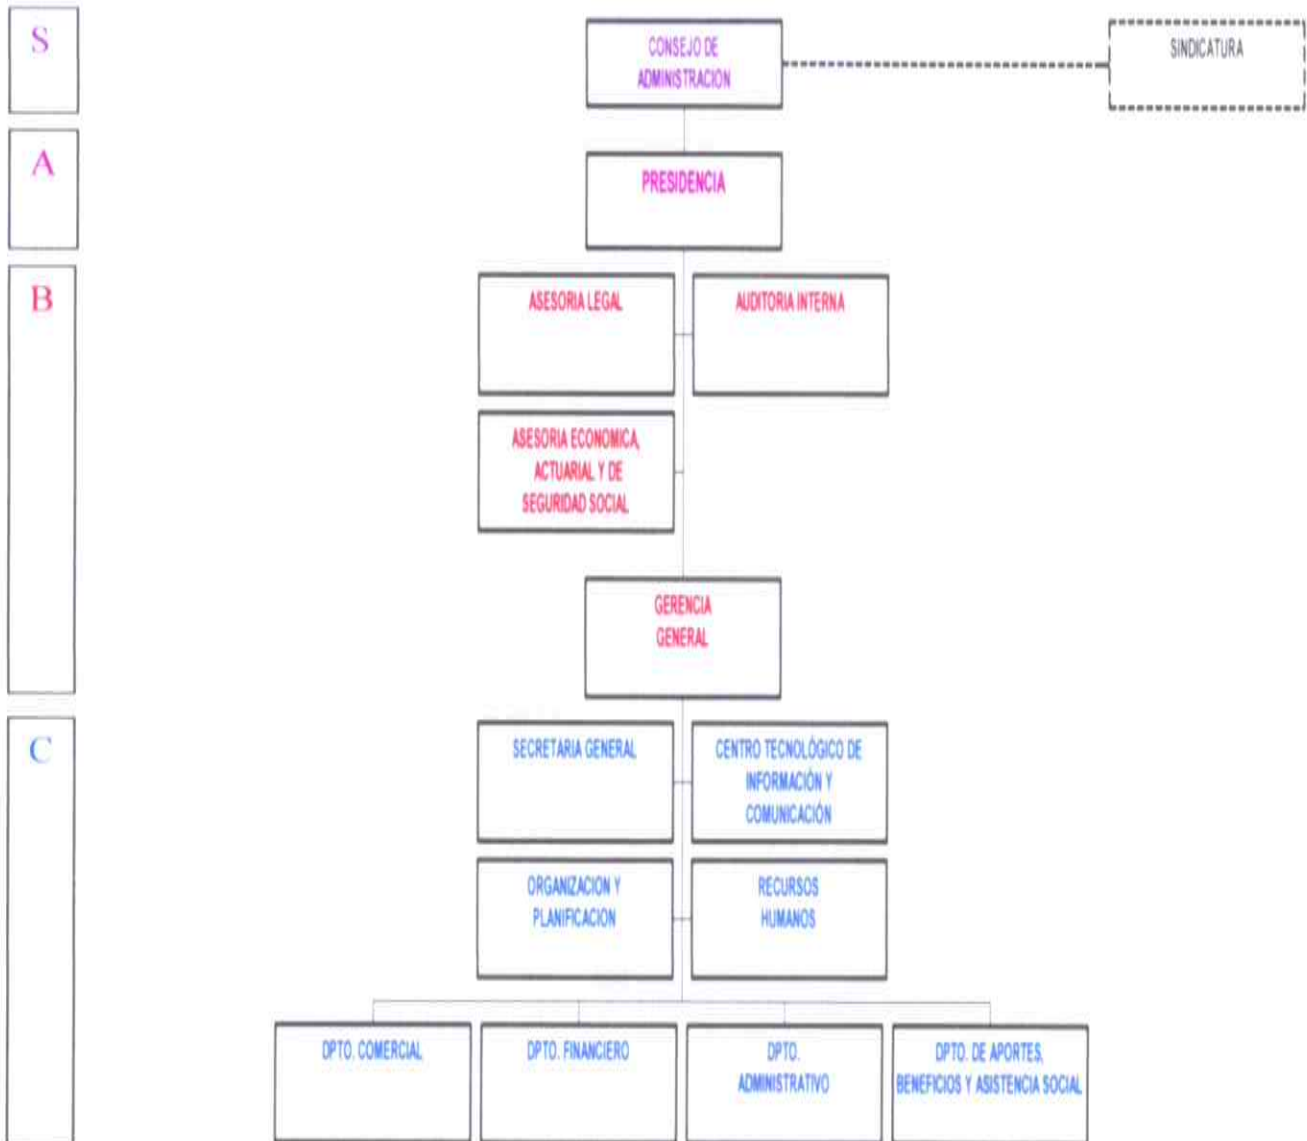 S
CONSEJO DE
ADMINISTRACION
SINDICATURA
A
PRESIDENCIA
B
ASESORIA LEGAL
AUDITORIA INTERNA
ASESORIA ECONOMICA,
ACTUARIAL Y DE
SEGURIDAD SOCIAL
GERENCIA
GENERAL
C
SECRETARIA GENERAL
CENTRO TECNOLÓGICO DE
INFORMACIÓN Y
COMUNICACIÓN
ORGANIZACION Y
PLANIFICACION
RECURSOS
HUMANOS
DPTO. COMERCIAL
DPTO. FINANCIERO
DPTO.
ADMINISTRATIVO
DPTO. DE APORTES,
BENEFICIOS Y ASISTENCIA SOCIAL